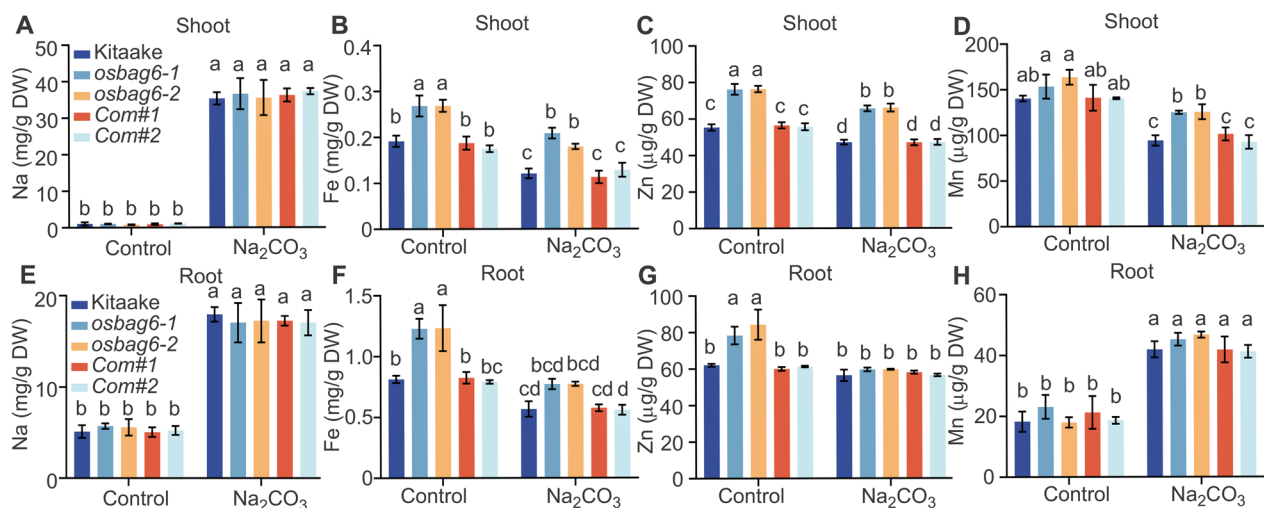 A
Shoot
Na (mg/g DW)
50
40
30
20
10
0
Kitaake
osbag6-1
osbag6-2
Com#1
Com#2
b b b b b
a a a a a
Control
Na₂CO₃
B
Shoot
Fe (mg/g DW)
0.4
0.3
0.2
0.1
0
b a a b b
c b b c c
Control
Na₂CO₃
C
Shoot
Zn (μg/g DW)
100
80
60
40
20
0
c a a c c
d b b d d
Control
Na₂CO₃
D
Shoot
Mn (μg/g DW)
200
150
100
50
0
ab a a ab ab
c b b c c
Control
Na₂CO₃
E
Root
Na (mg/g DW)
20
15
10
5
0
Kitaake
osbag6-1
osbag6-2
Com#1
Com#2
b b b b b
a a a a a
Control
Na₂CO₃
F
Root
Fe (mg/g DW)
1.5
1.0
0.5
0
b a a b bc
cd bcd bcd cd d
Control
Na₂CO₃
G
Root
Zn (μg/g DW)
100
80
60
40
20
0
b a a b b
b b b b b
Control
Na₂CO₃
H
Root
Mn (μg/g DW)
60
40
20
0
b b b b b
a a a a a
Control
Na₂CO₃